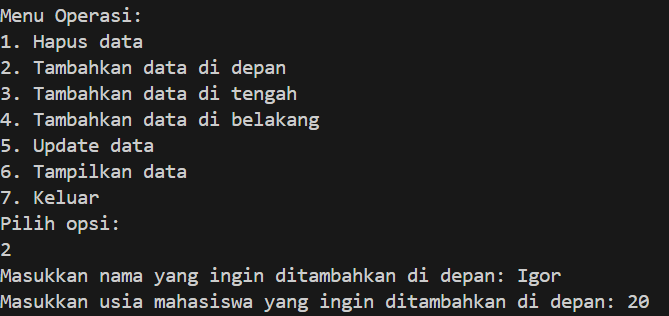 Menu Operasi:
1. Hapus data
2. Tambahkan data di depan
3. Tambahkan data di tengah
4. Tambahkan data di belakang
5. Update data
6. Tampilkan data
7. Keluar
Pilih opsi:
2
Masukkan nama yang ingin ditambahkan di depan: Igor
Masukkan usia mahasiswa yang ingin ditambahkan di depan: 20